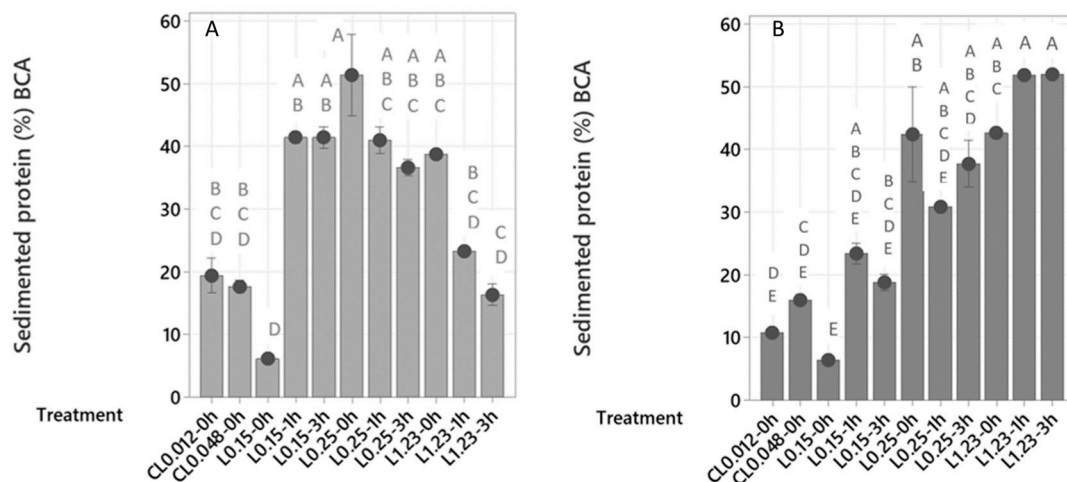 A
Sedimented protein (%) BCA
60
50
40
30
20
10
0
B
C
D
B
C
D
D
A
B
A
B
A
A
B
C
A
B
C
A
B
C
B
C
D
C
D
Treatment
CL0.012-0h
CL0.048-0h
L0.15-0h
L0.15-1h
L0.15-3h
L0.25-0h
L0.25-1h
L0.25-3h
L1.23-0h
L1.23-1h
L1.23-3h
B
Sedimented protein (%) BCA
60
50
40
30
20
10
0
D
E
C
D
E
E
A
B
C
D
E
B
C
D
E
A
B
A
B
C
D
E
A
B
C
D
A
B
C
A
A
Treatment
CL0.012-0h
CL0.048-0h
L0.15-0h
L0.15-1h
L0.15-3h
L0.25-0h
L0.25-1h
L0.25-3h
L1.23-0h
L1.23-1h
L1.23-3h